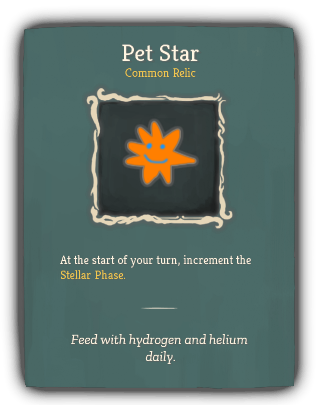 Pet Star
Common Relic
At the start of your turn, increment the
Stellar Phase.
Feed with hydrogen and helium
daily.